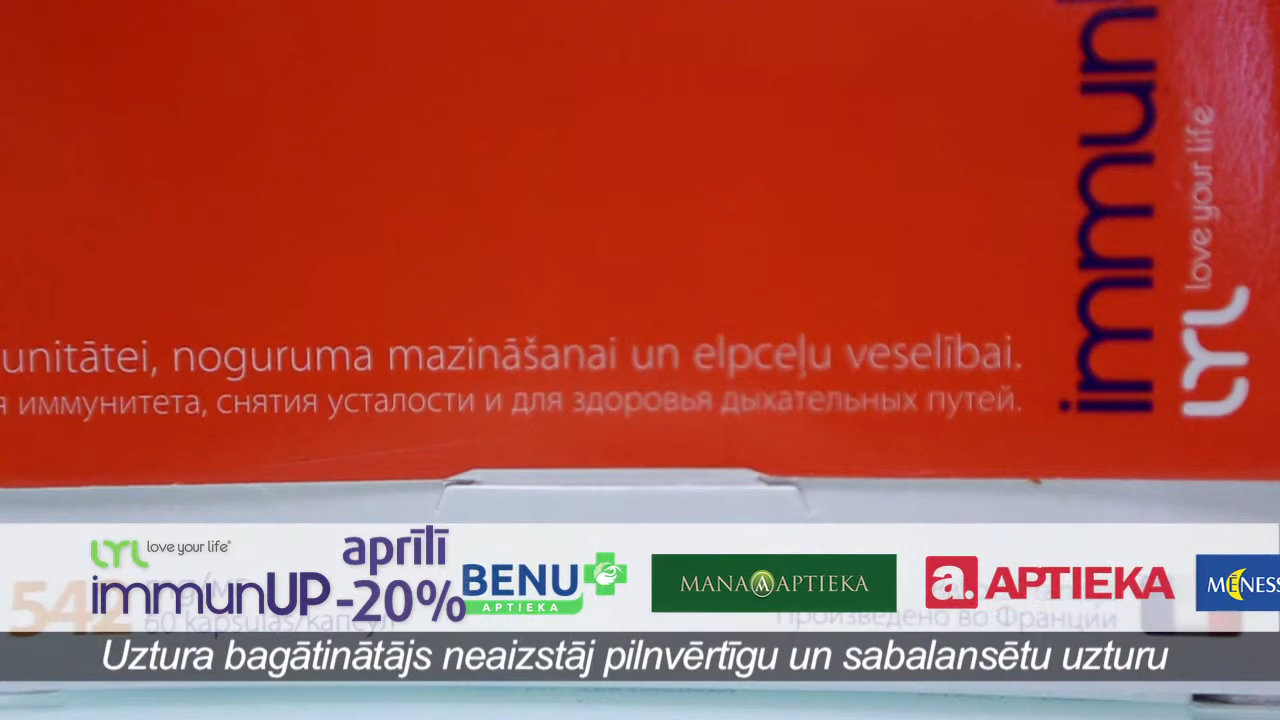 immun
LYL love your life
unitātei, noguruma mazināšanai un elpceļu veselībai.
я иммунитета, снятия усталости и для здоровья дыхательных путей.
LYL love your life®
immunUP
aprīlī
-20%
BENU
APTIEKA
MANA APTIEKA
a. APTIEKA
MĒNESS
542
60 kapsulas/капсул
Произведено во Франции
Uztura bagātinātājs neaizstāj pilnvērtīgu un sabalansētu uzturu